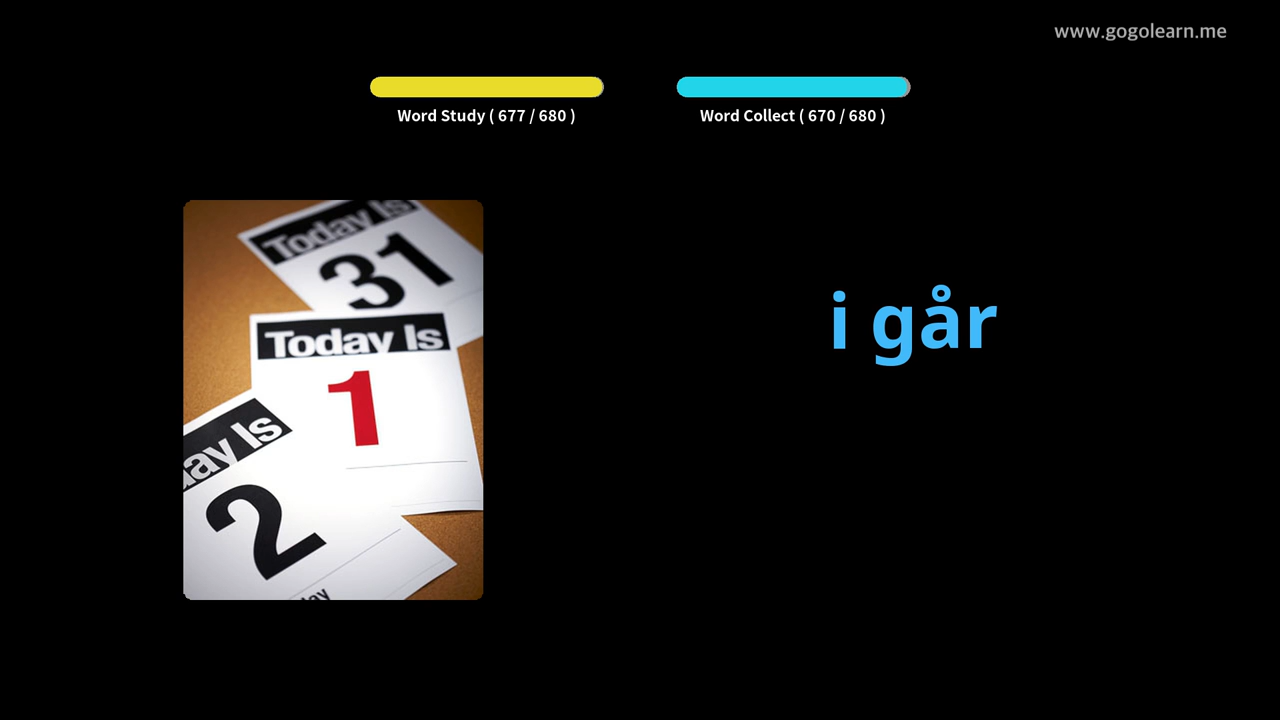 www.gogolearn.me
Word Study ( 677 / 680 )
Word Collect ( 670 / 680 )
Today Is
31
Today Is
1
ay Is
2
i går